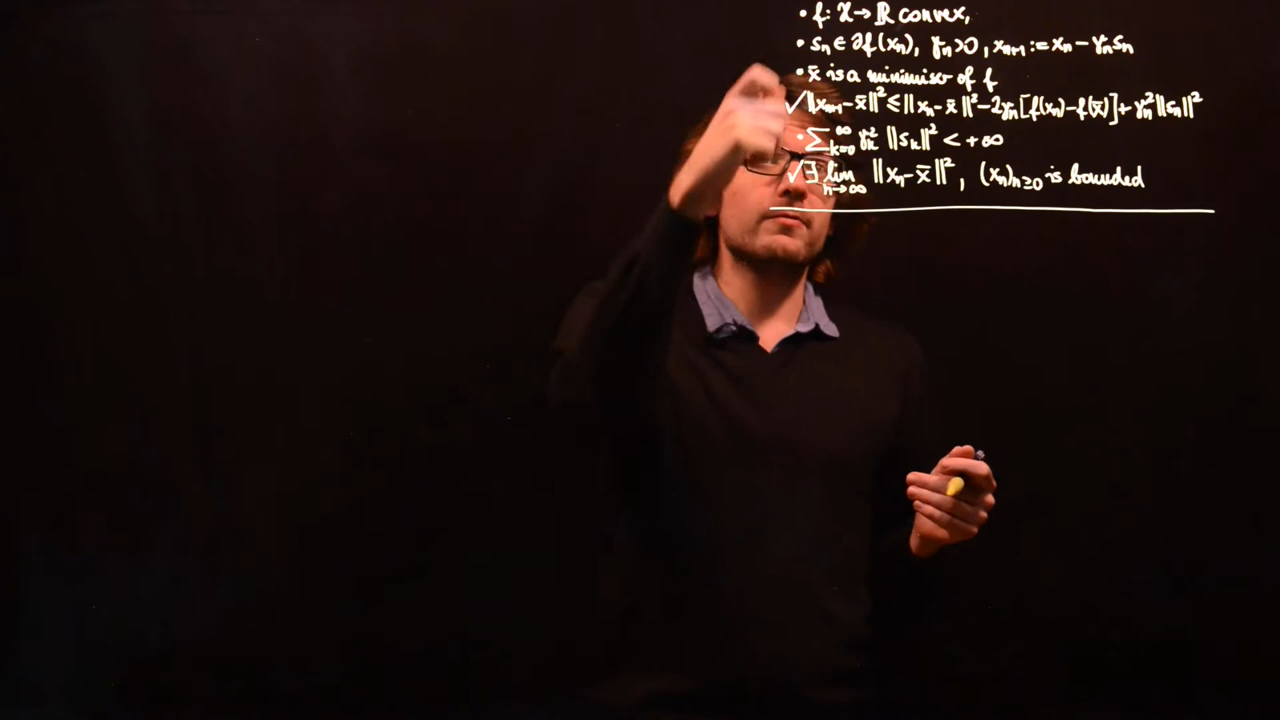 • f: X → ℝ convex,
• sₙ ∈ ∂f(xₙ), γₙ>0, xₙ₊₁ := xₙ − γₙsₙ
• x̄ is a minimiser of f
✓ ‖xₙ₊₁−x̄‖² ≤ ‖xₙ−x̄‖² − 2γₙ[f(xₙ)−f(x̄)] + γₙ²‖sₙ‖²
• ∑ₖ₌₀^∞ γₖ² ‖sₖ‖² < +∞
✓ ∃ lim_{n→∞} ‖xₙ−x̄‖², (xₙ)ₙ≥₀ is bounded